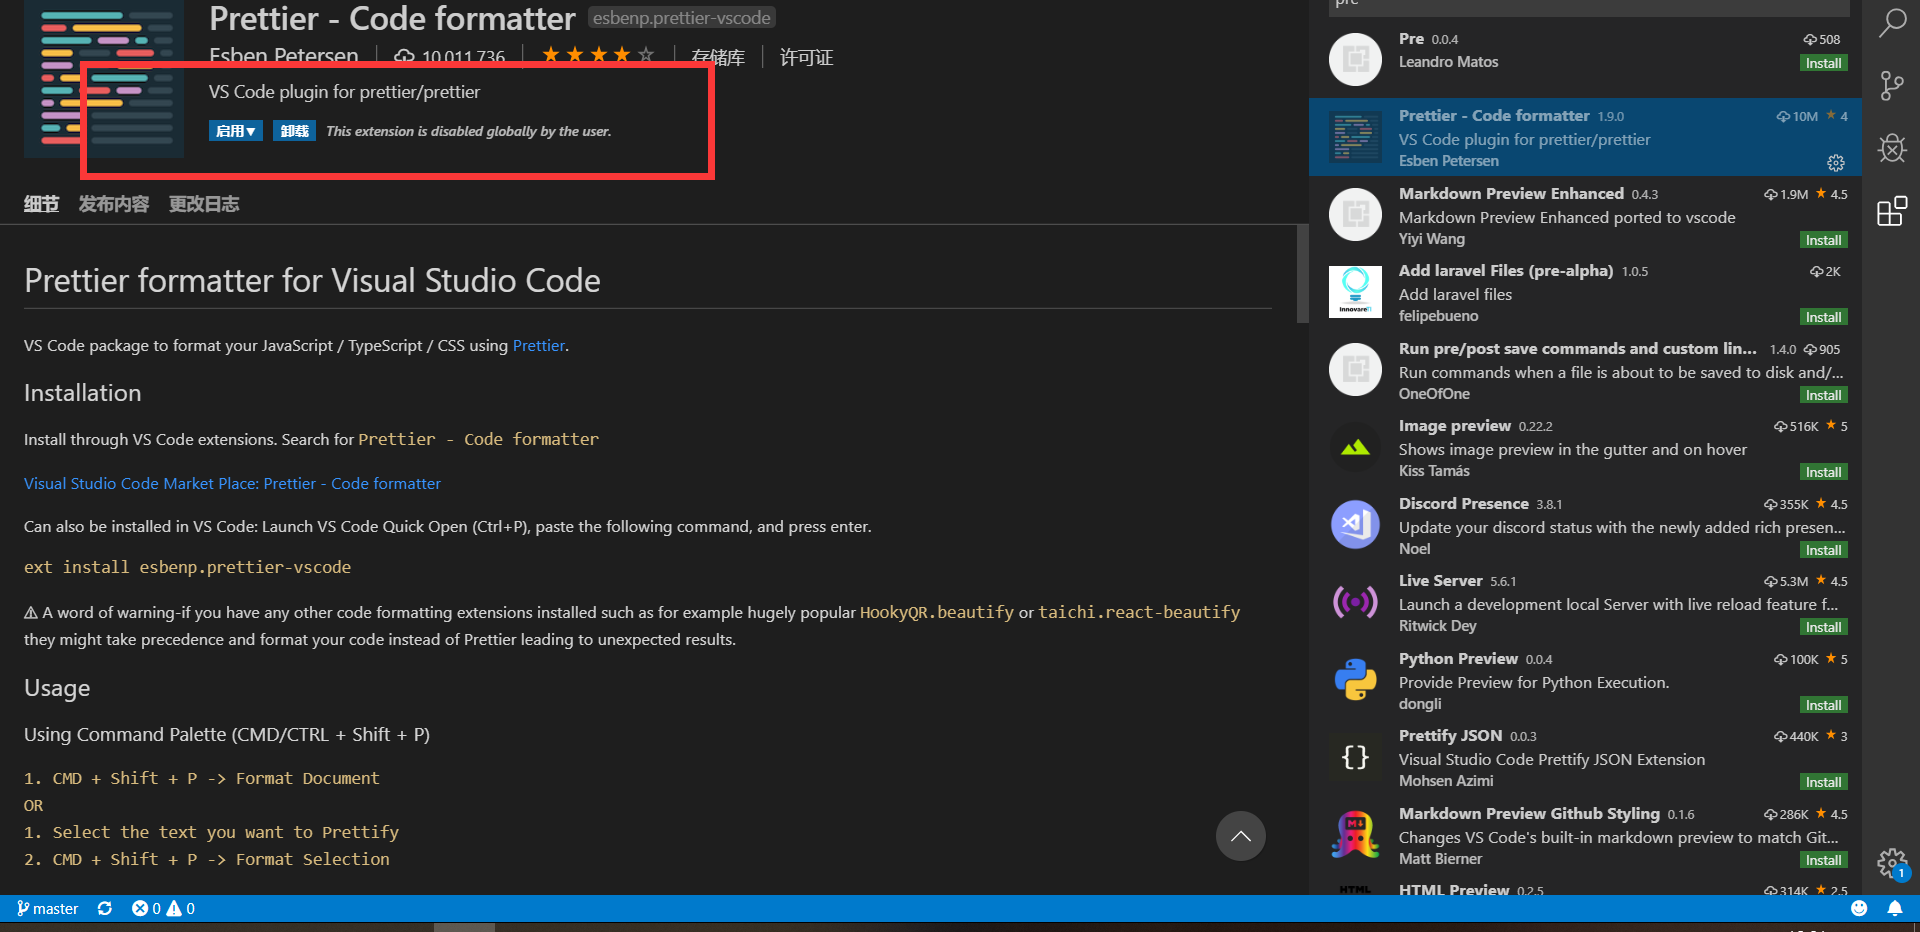 Prettier - Code formatter esbenp.prettier-vscode
Esben Petersen 10,011,736 存储库 许可证
VS Code plugin for prettier/prettier
启用▼ 卸载 This extension is disabled globally by the user.
细节 发布内容 更改日志
Prettier formatter for Visual Studio Code
VS Code package to format your JavaScript / TypeScript / CSS using Prettier.
Installation
Install through VS Code extensions. Search for Prettier - Code formatter
Visual Studio Code Market Place: Prettier - Code formatter
Can also be installed in VS Code: Launch VS Code Quick Open (Ctrl+P), paste the following command, and press enter.
ext install esbenp.prettier-vscode
⚠ A word of warning-if you have any other code formatting extensions installed such as for example hugely popular HookyQR.beautify or taichi.react-beautify
they might take precedence and format your code instead of Prettier leading to unexpected results.
Usage
Using Command Palette (CMD/CTRL + Shift + P)
1. CMD + Shift + P -> Format Document
OR
1. Select the text you want to Prettify
2. CMD + Shift + P -> Format Selection
pre
Pre 0.0.4 508
Leandro Matos Install
Prettier - Code formatter 1.9.0 10M ★ 4
VS Code plugin for prettier/prettier
Esben Petersen
Markdown Preview Enhanced 0.4.3 1.9M ★ 4.5
Markdown Preview Enhanced ported to vscode
Yiyi Wang Install
Add laravel Files (pre-alpha) 1.0.5 2K
Add laravel files
felipebueno Install
Run pre/post save commands and custom lin... 1.4.0 905
Run commands when a file is about to be saved to disk and/...
OneOfOne Install
Image preview 0.22.2 516K ★ 5
Shows image preview in the gutter and on hover
Kiss Tamás Install
Discord Presence 3.8.1 355K ★ 4.5
Update your discord status with the newly added rich presen...
Noel Install
Live Server 5.6.1 5.3M ★ 4.5
Launch a development local Server with live reload feature f...
Ritwick Dey Install
Python Preview 0.0.4 100K ★ 5
Provide Preview for Python Execution.
dongli Install
Prettify JSON 0.0.3 440K ★ 3
Visual Studio Code Prettify JSON Extension
Mohsen Azimi Install
Markdown Preview Github Styling 0.1.6 286K ★ 4.5
Changes VS Code's built-in markdown preview to match Git...
Matt Bierner Install
HTML Preview 0.2.5 314K ★ 2.5
1
master 0 0